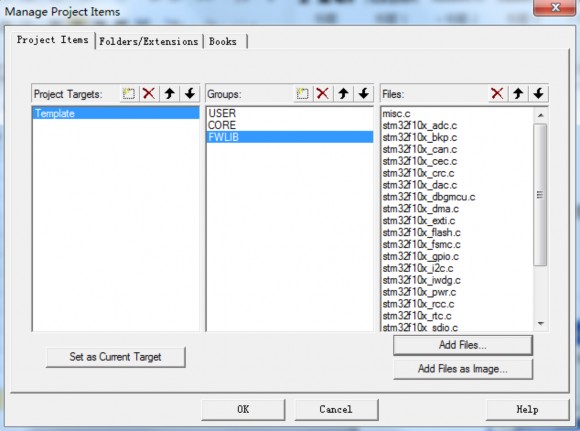 Manage Project Items
Project Items Folders/Extensions Books
Project Targets: Groups: Files:
Template
USER
CORE
FWLIB
misc.c
stm32f10x_adc.c
stm32f10x_bkp.c
stm32f10x_can.c
stm32f10x_cec.c
stm32f10x_crc.c
stm32f10x_dac.c
stm32f10x_dbgmcu.c
stm32f10x_dma.c
stm32f10x_exti.c
stm32f10x_flash.c
stm32f10x_fsmc.c
stm32f10x_gpio.c
stm32f10x_i2c.c
stm32f10x_iwdg.c
stm32f10x_pwr.c
stm32f10x_rcc.c
stm32f10x_rtc.c
stm32f10x_sdio.c
Set as Current Target
Add Files...
Add Files as Image...
OK Cancel Help